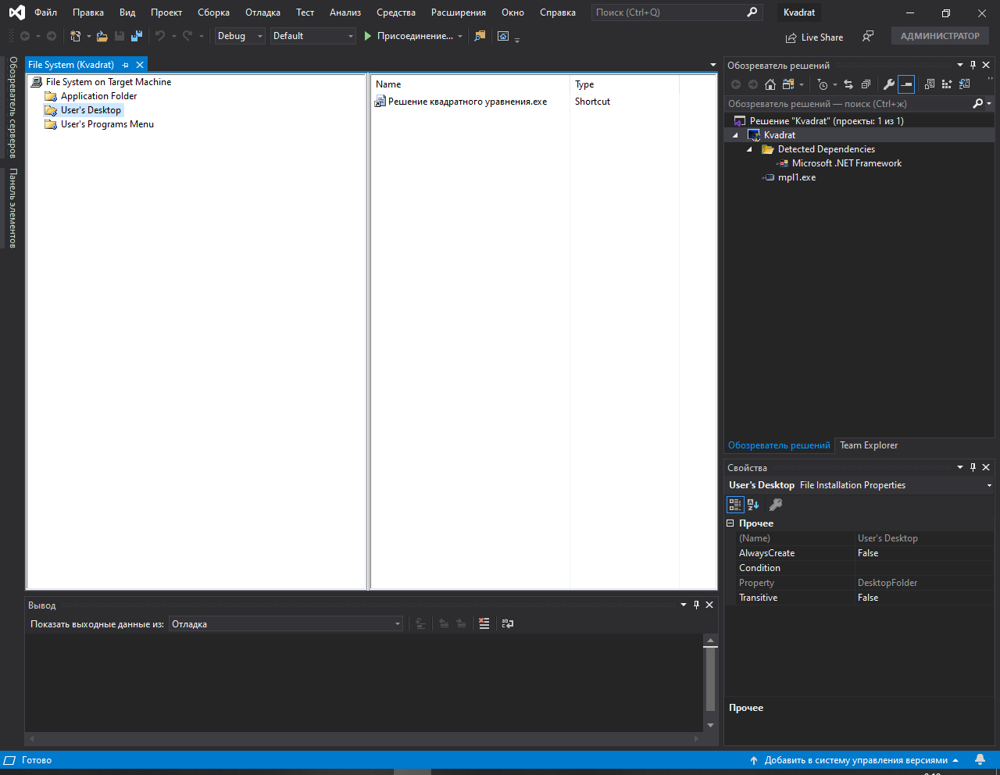 Файл Правка Вид Проект Сборка Отладка Тест Анализ Средства Расширения Окно Справка Поиск (Ctrl+Q) Kvadrat
Debug Default Присоединение... Live Share АДМИНИСТРАТОР
Обозреватель серверов
Панель элементов
File System (Kvadrat)
File System on Target Machine
Application Folder
User's Desktop
User's Programs Menu
Name Type
Решение квадратного уравнения.exe Shortcut
Обозреватель решений
Обозреватель решений — поиск (Ctrl+ж)
Решение "Kvadrat" (проекты: 1 из 1)
Kvadrat
Detected Dependencies
Microsoft .NET Framework
mpl1.exe
Обозреватель решений Team Explorer
Свойства
User's Desktop File Installation Properties
Прочее
(Name) User's Desktop
AlwaysCreate False
Condition
Property DesktopFolder
Transitive False
Прочее
Вывод
Показать выходные данные из: Отладка
Готово Добавить в систему управления версиями